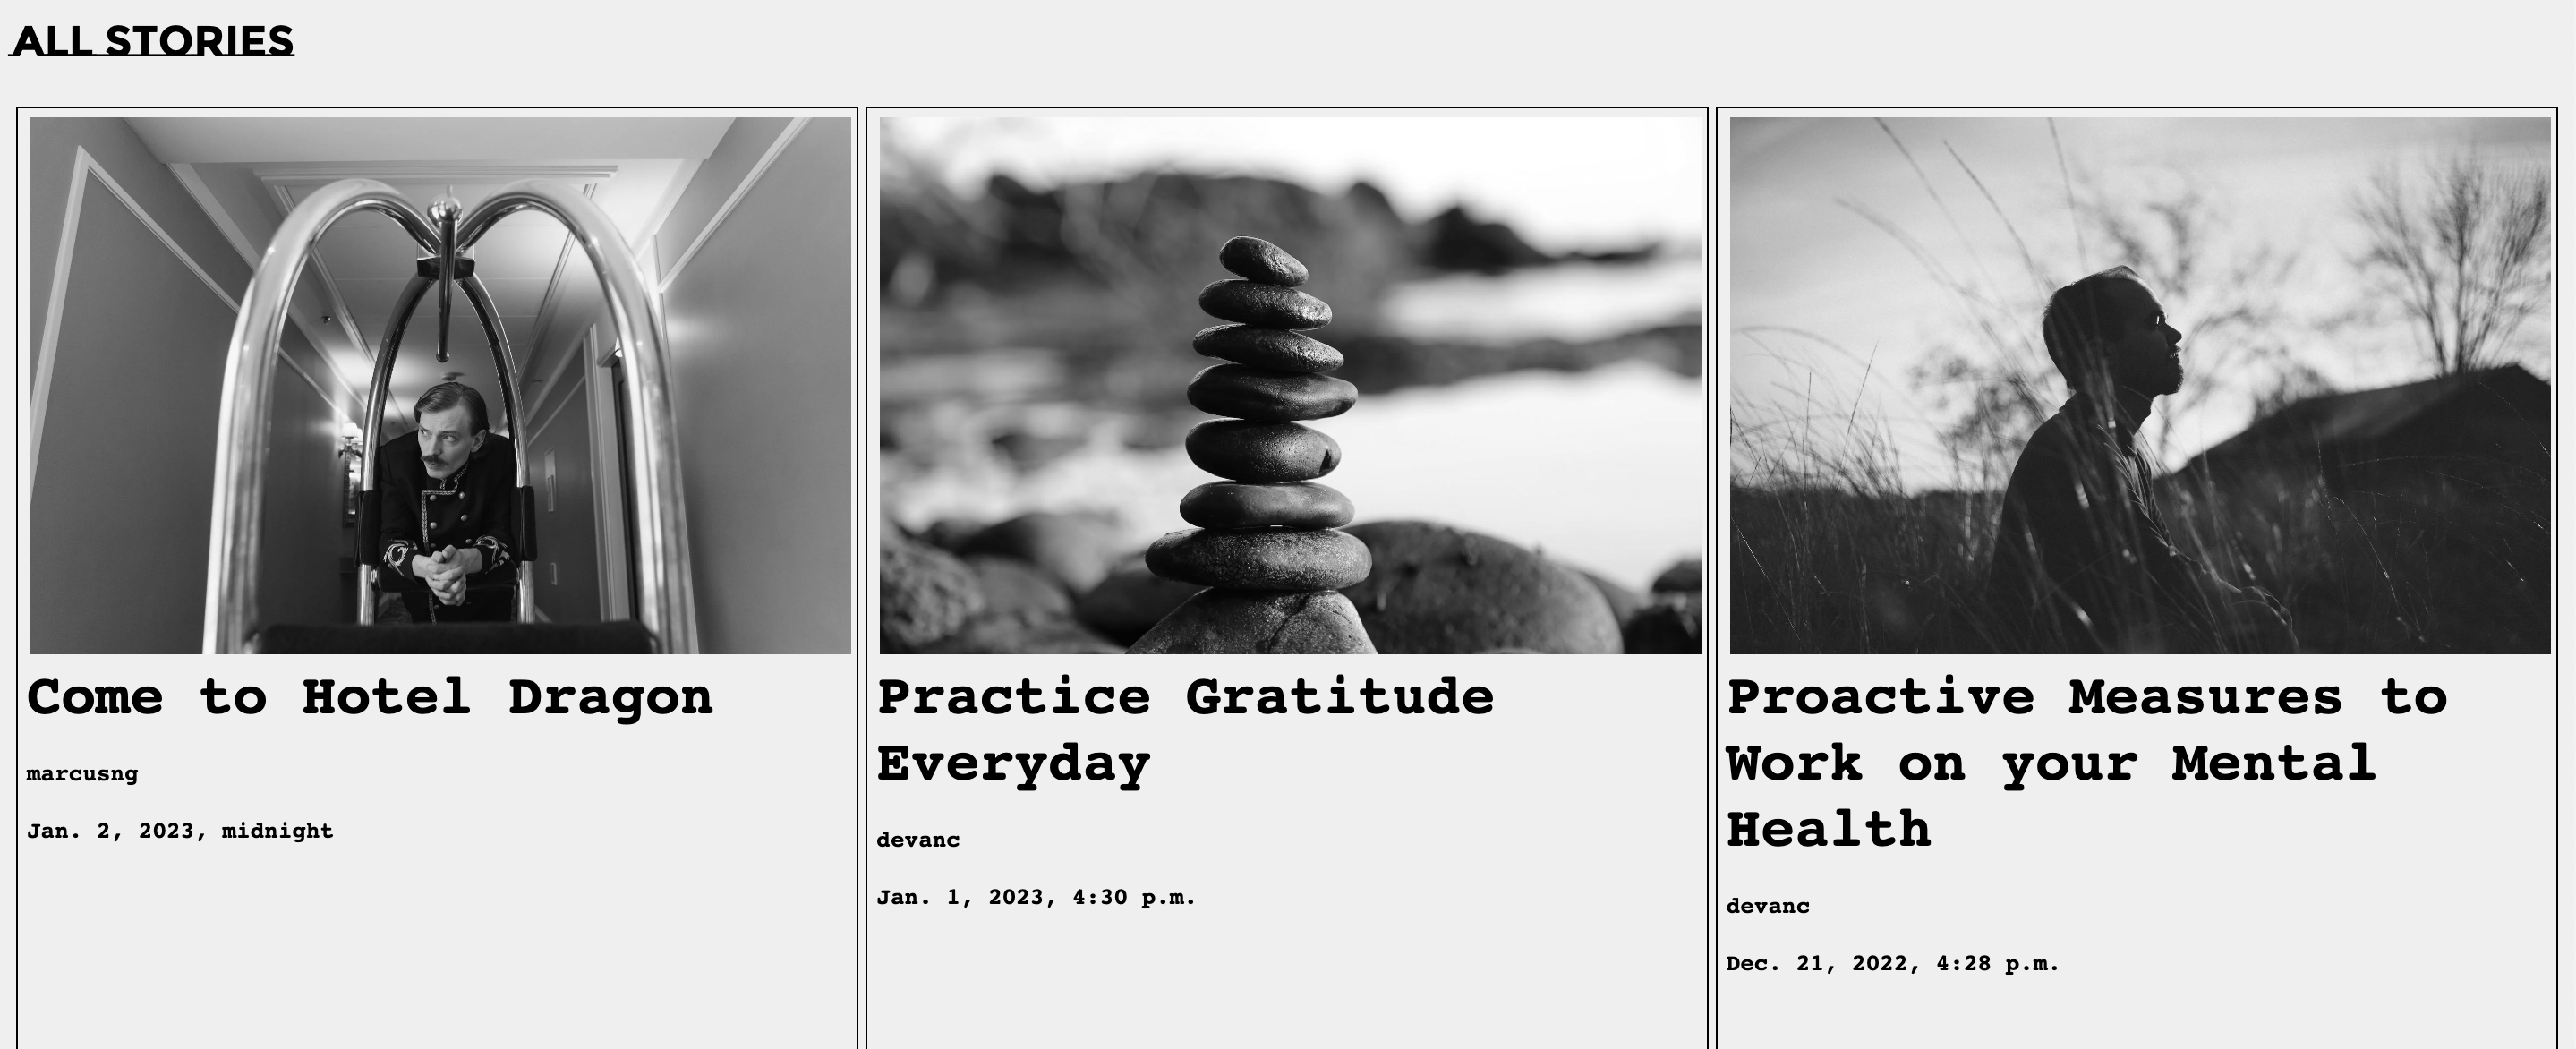 ALL STORIES
Come to Hotel Dragon
marcusng
Jan. 2, 2023, midnight
Practice Gratitude
Everyday
devanc
Jan. 1, 2023, 4:30 p.m.
Proactive Measures to
Work on your Mental
Health
devanc
Dec. 21, 2022, 4:28 p.m.